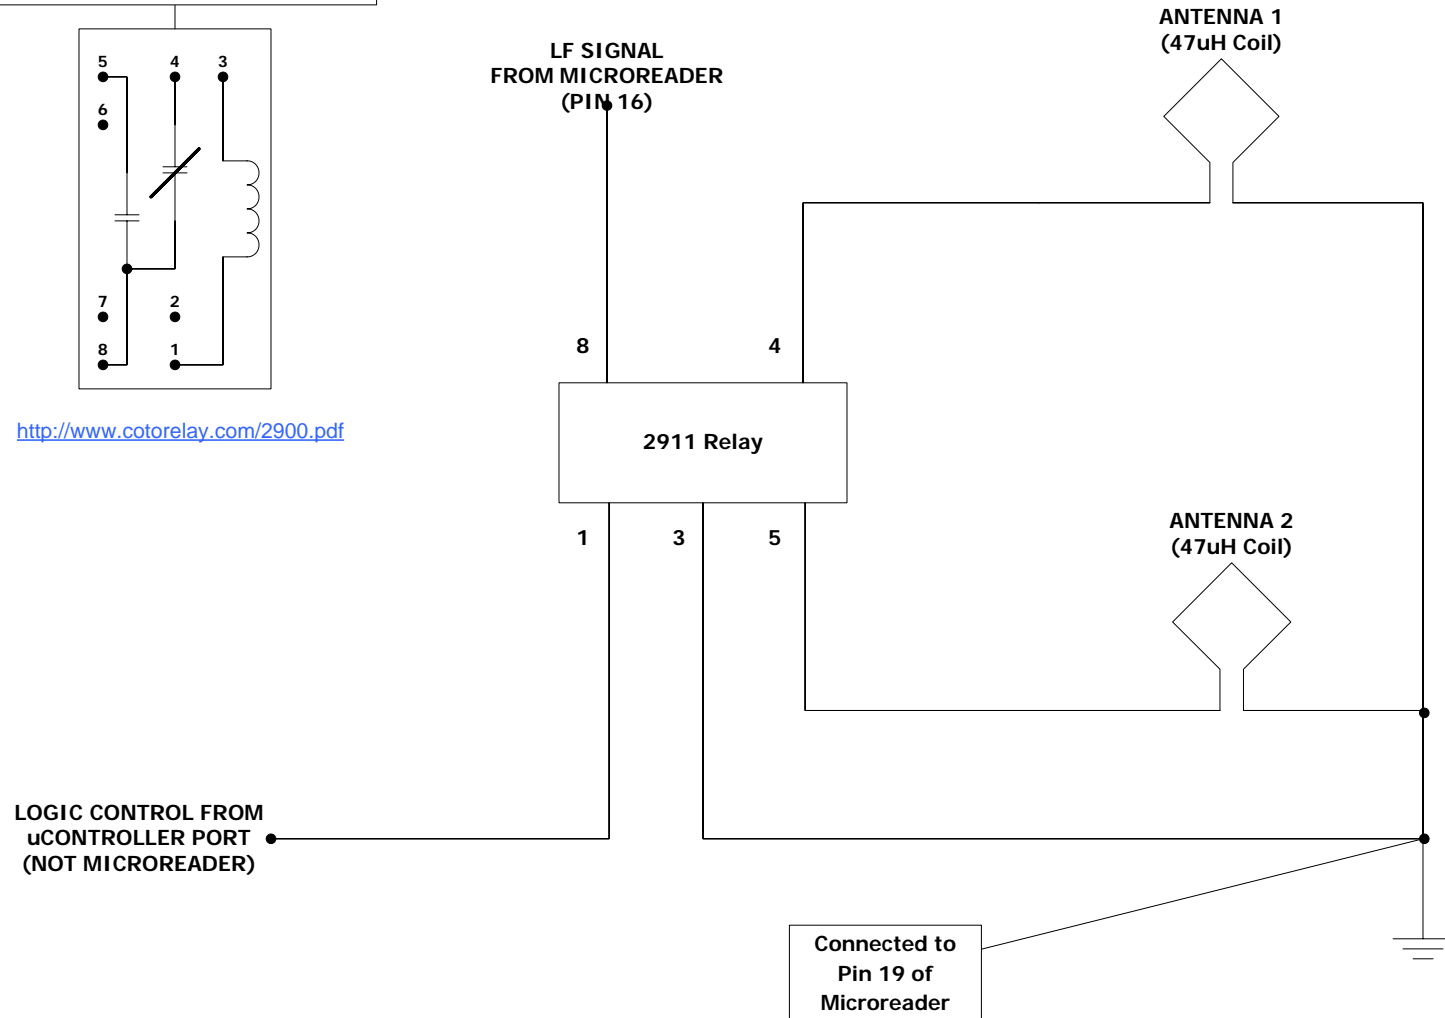 ANTENNA 1
(47uH Coil)
LF SIGNAL
FROM MICROREADER
(PIN 16)
5 4 3
6
7 2
8 1
http://www.cotorelay.com/2900.pdf
8 4
2911 Relay
1 3 5
ANTENNA 2
(47uH Coil)
LOGIC CONTROL FROM
uCONTROLLER PORT
(NOT MICROREADER)
Connected to
Pin 19 of
Microreader